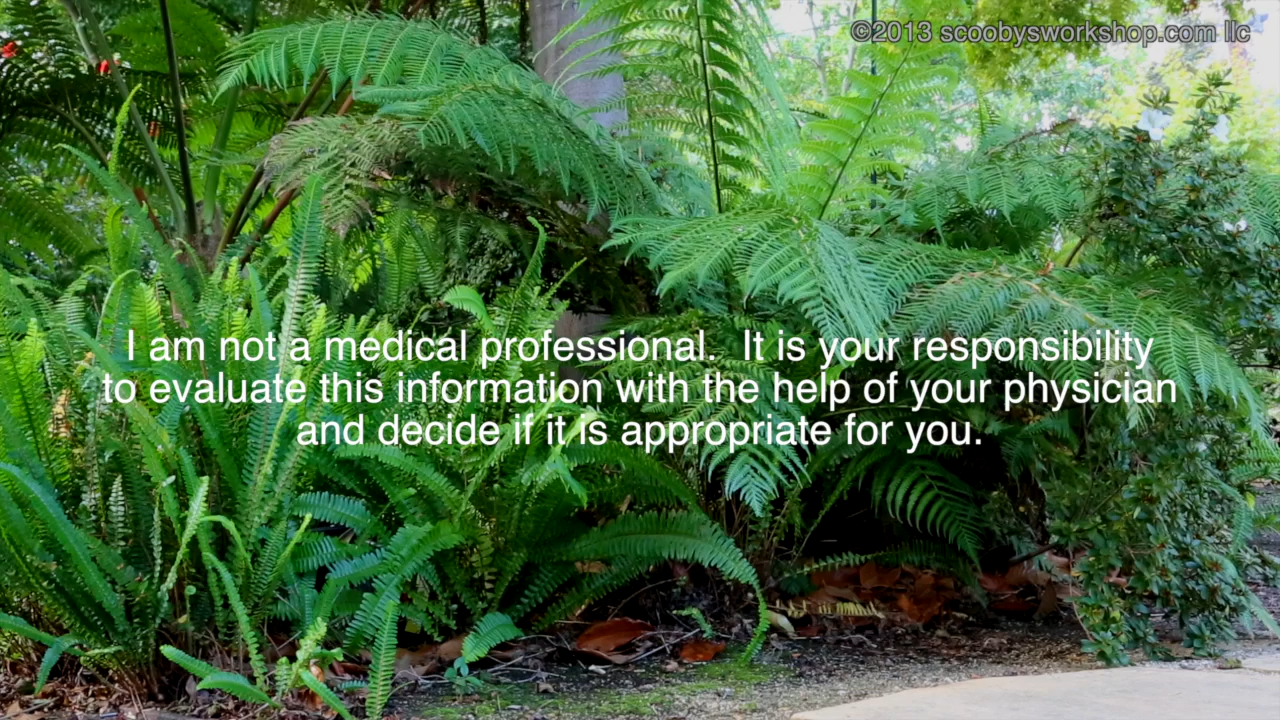 ©2013 scoobysworkshop.com llc
I am not a medical professional.  It is your responsibility
to evaluate this information with the help of your physician
and decide if it is appropriate for you.